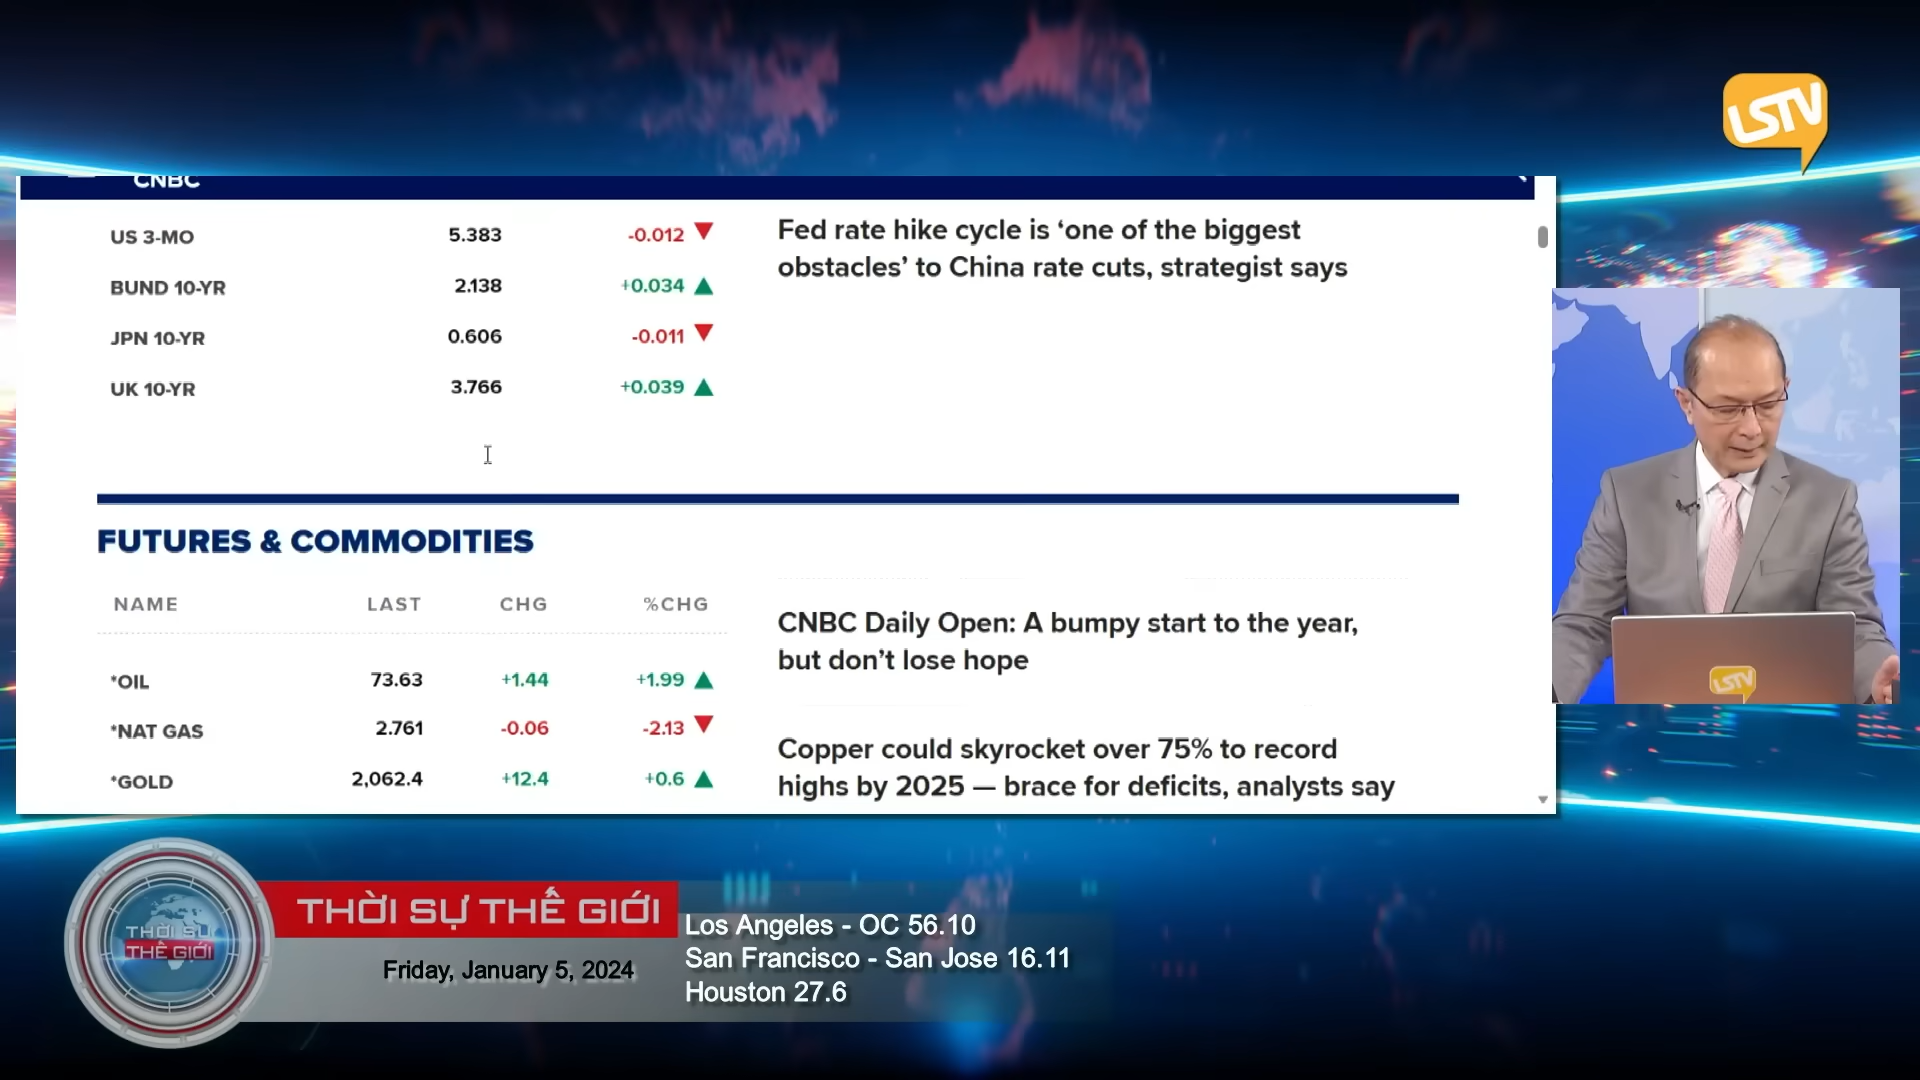 LSTV
CNBC
US 3-MO 5.383 -0.012
BUND 10-YR 2.138 +0.034
JPN 10-YR 0.606 -0.011
UK 10-YR 3.766 +0.039
Fed rate hike cycle is ‘one of the biggest
obstacles’ to China rate cuts, strategist says
FUTURES & COMMODITIES
NAME LAST CHG %CHG
*OIL 73.63 +1.44 +1.99
*NAT GAS 2.761 -0.06 -2.13
*GOLD 2,062.4 +12.4 +0.6
CNBC Daily Open: A bumpy start to the year,
but don’t lose hope
Copper could skyrocket over 75% to record
highs by 2025 — brace for deficits, analysts say
LSTV
THỜI SỰ
THẾ GIỚI
THỜI SỰ THẾ GIỚI
Friday, January 5, 2024
Los Angeles - OC 56.10
San Francisco - San Jose 16.11
Houston 27.6